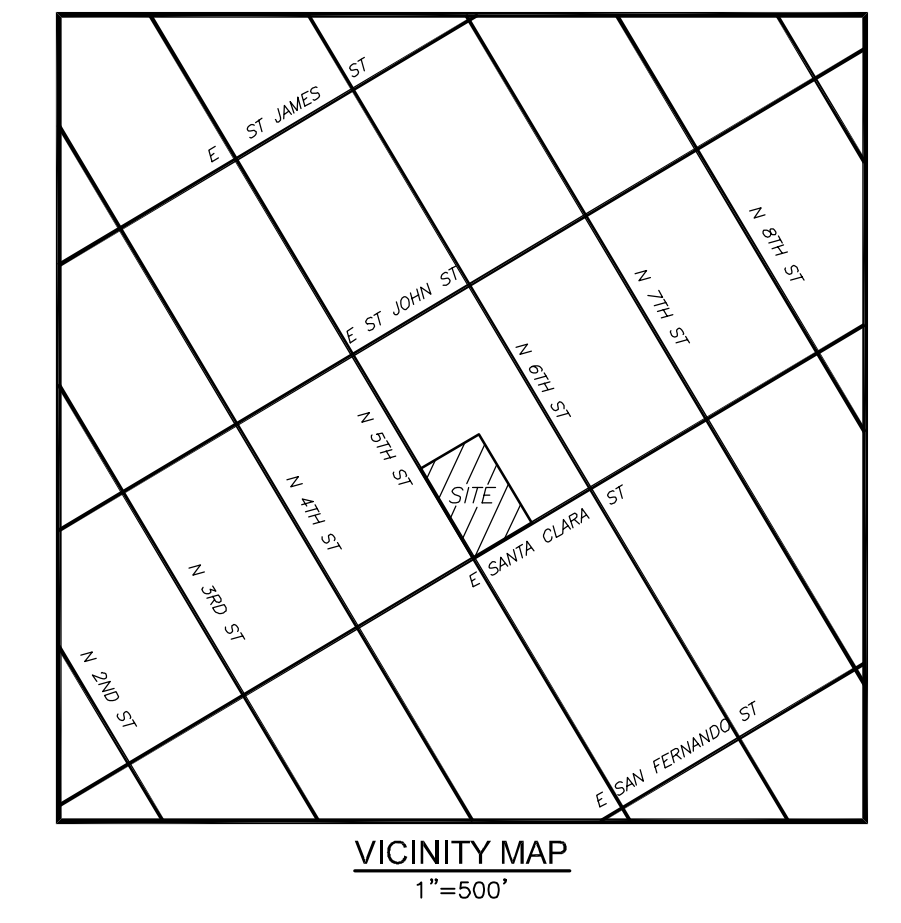 E ST JAMES ST
E ST JOHN ST
N 8TH ST
N 7TH ST
N 6TH ST
N 5TH ST
N 4TH ST
SITE
E SANTA CLARA ST
N 3RD ST
N 2ND ST
E SAN FERNANDO ST
VICINITY MAP
1"=500'